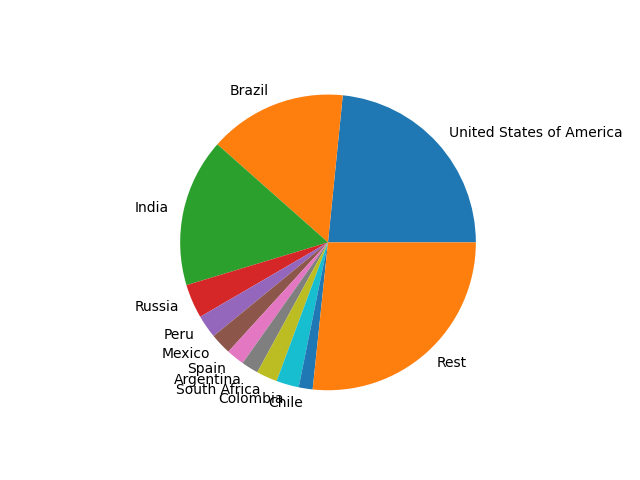 Brazil
United States of America
India
Russia
Peru
Mexico
Spain
Argentina
South Africa
Colombia
Chile
Rest